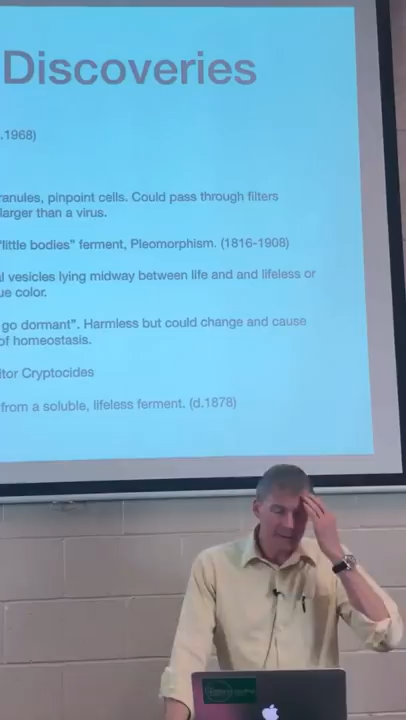 Discoveries
.1968)
ranules, pinpoint cells. Could pass through filters
larger than a virus.
"little bodies" ferment, Pleomorphism. (1816-1908)
l vesicles lying midway between life and and lifeless or
ue color.
go dormant". Harmless but could change and cause
of homeostasis.
itor Cryptocides
from a soluble, lifeless ferment. (d.1878)